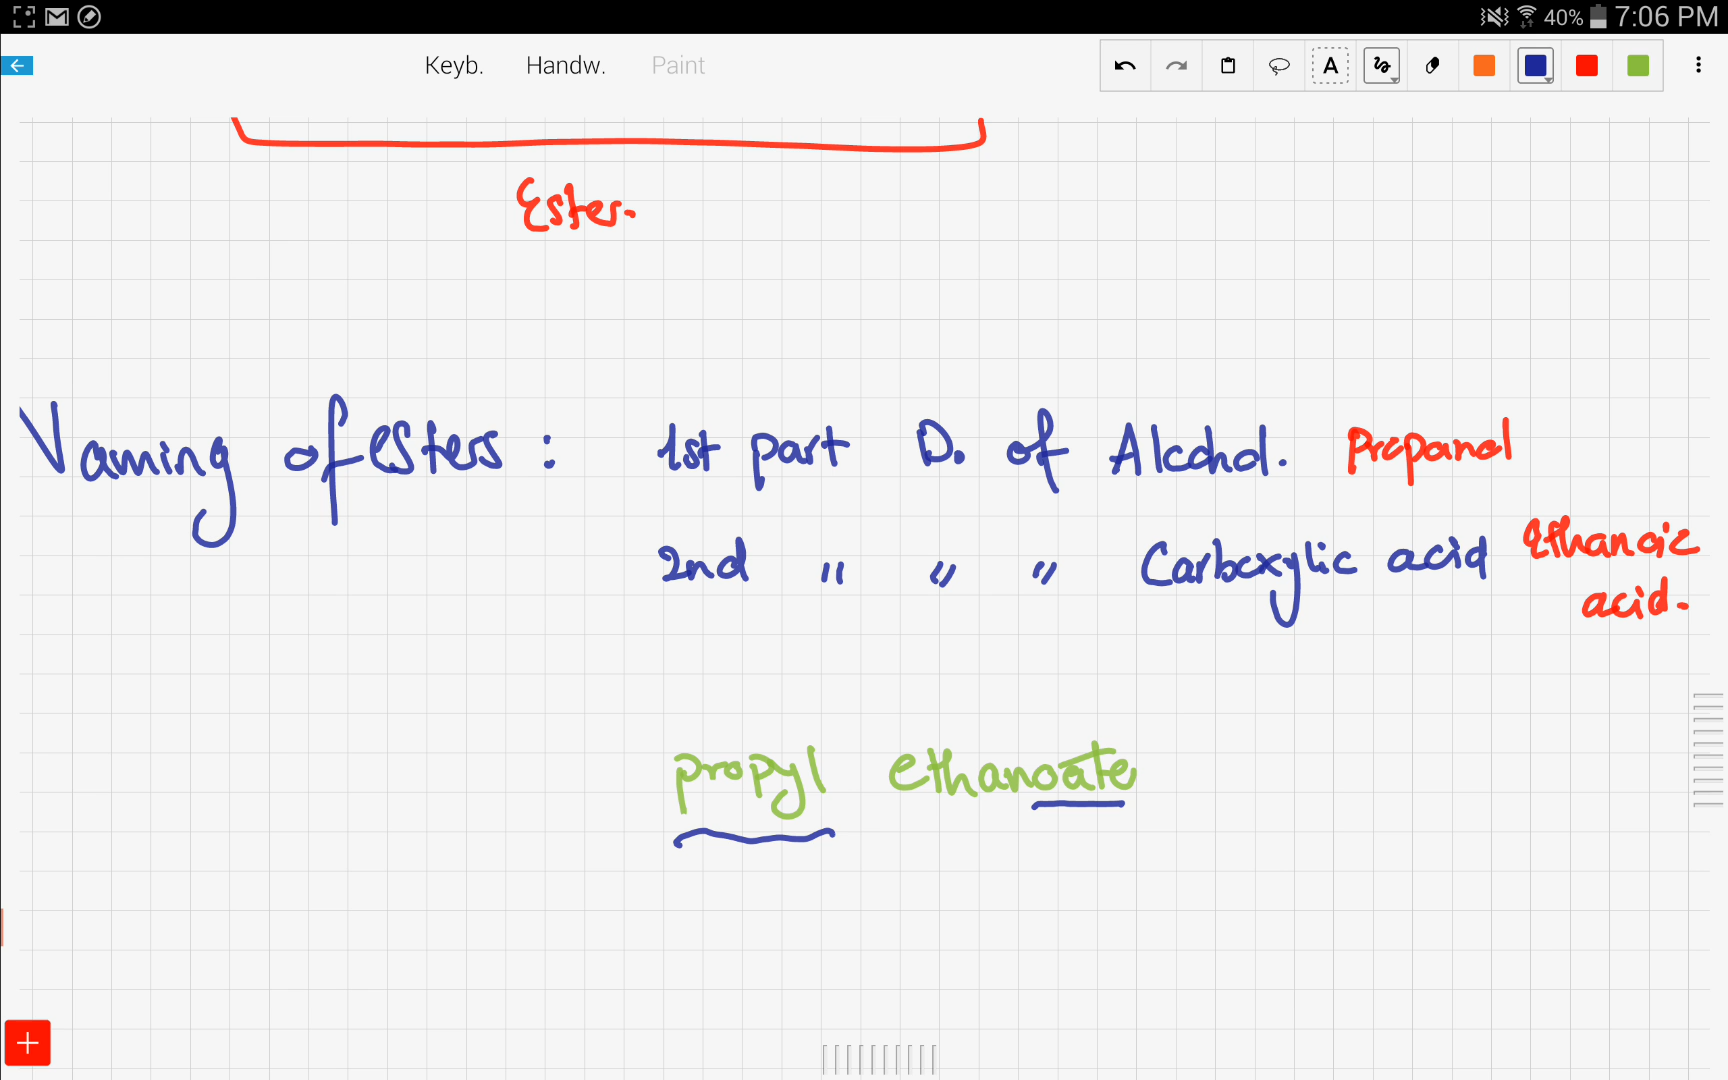 40% 7:06 PM
Keyb. Handw. Paint
A
Ester.
Naming of esters : 1st part D. of Alcohol. Propanol
2nd " " " Carboxylic acid Ethanoic
acid.
propyl ethanoate